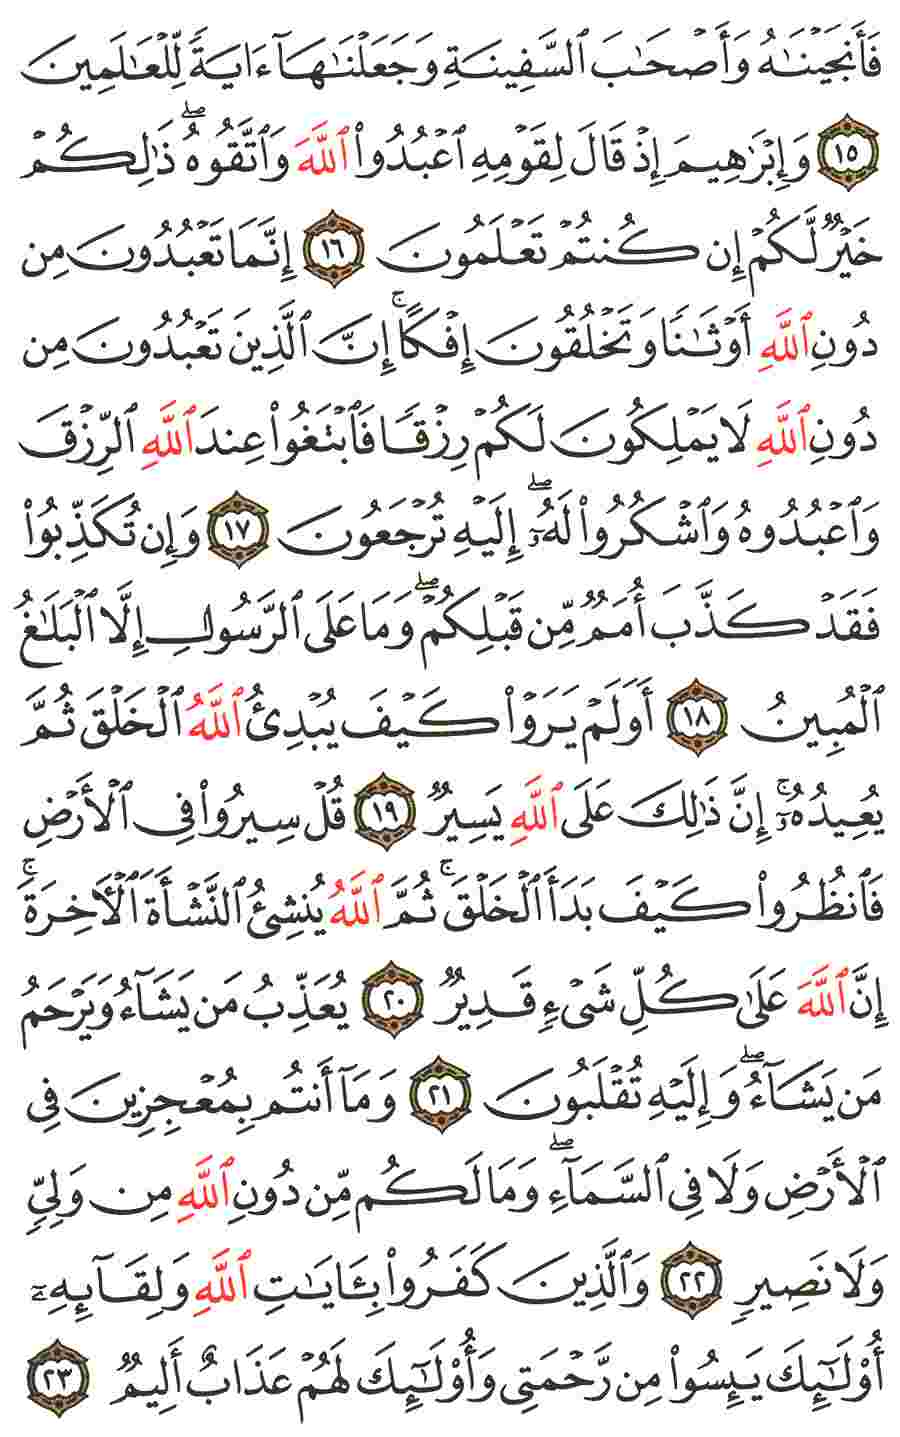 فَأَنجَيْنَٰهُ وَأَصْحَٰبَ ٱلسَّفِينَةِ وَجَعَلْنَٰهَآ ءَايَةً لِّلْعَٰلَمِينَ
١٥ وَإِبْرَٰهِيمَ إِذْ قَالَ لِقَوْمِهِ ٱعْبُدُوا۟ ٱللَّهَ وَٱتَّقُوهُ ۖ ذَٰلِكُمْ
خَيْرٌ لَّكُمْ إِن كُنتُمْ تَعْلَمُونَ ١٦ إِنَّمَا تَعْبُدُونَ مِن
دُونِ ٱللَّهِ أَوْثَٰنًا وَتَخْلُقُونَ إِفْكًا ۚ إِنَّ ٱلَّذِينَ تَعْبُدُونَ مِن
دُونِ ٱللَّهِ لَا يَمْلِكُونَ لَكُمْ رِزْقًا فَٱبْتَغُوا۟ عِندَ ٱللَّهِ ٱلرِّزْقَ
وَٱعْبُدُوهُ وَٱشْكُرُوا۟ لَهُۥٓ ۖ إِلَيْهِ تُرْجَعُونَ ١٧ وَإِن تُكَذِّبُوا۟
فَقَدْ كَذَّبَ أُمَمٌ مِّن قَبْلِكُمْ ۖ وَمَا عَلَى ٱلرَّسُولِ إِلَّا ٱلْبَلَٰغُ
ٱلْمُبِينُ ١٨ أَوَلَمْ يَرَوْا۟ كَيْفَ يُبْدِئُ ٱللَّهُ ٱلْخَلْقَ ثُمَّ
يُعِيدُهُۥٓ ۚ إِنَّ ذَٰلِكَ عَلَى ٱللَّهِ يَسِيرٌ ١٩ قُلْ سِيرُوا۟ فِى ٱلْأَرْضِ
فَٱنظُرُوا۟ كَيْفَ بَدَأَ ٱلْخَلْقَ ۚ ثُمَّ ٱللَّهُ يُنشِئُ ٱلنَّشْأَةَ ٱلْءَاخِرَةَ ۚ
إِنَّ ٱللَّهَ عَلَىٰ كُلِّ شَىْءٍ قَدِيرٌ ٢٠ يُعَذِّبُ مَن يَشَآءُ وَيَرْحَمُ
مَن يَشَآءُ ۖ وَإِلَيْهِ تُقْلَبُونَ ٢١ وَمَآ أَنتُم بِمُعْجِزِينَ فِى
ٱلْأَرْضِ وَلَا فِى ٱلسَّمَآءِ ۖ وَمَا لَكُم مِّن دُونِ ٱللَّهِ مِن وَلِىٍّ
وَلَا نَصِيرٍ ٢٢ وَٱلَّذِينَ كَفَرُوا۟ بِـَٔايَٰتِ ٱللَّهِ وَلِقَآئِهِۦٓ
أُو۟لَٰٓئِكَ يَئِسُوا۟ مِن رَّحْمَتِى وَأُو۟لَٰٓئِكَ لَهُمْ عَذَابٌ أَلِيمٌ ٢٣